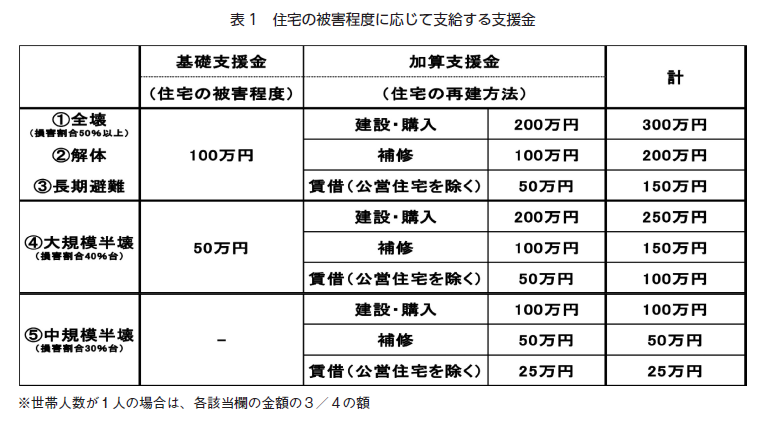 表1 住宅の被害程度に応じて支給する支援金
基礎支援金 加算支援金 計
(住宅の被害程度) (住宅の再建方法)
①全壊 (損害割合50%以上) 100万円 建設・購入 200万円 300万円
②解体 補修 100万円 200万円
③長期避難 賃借(公営住宅を除く) 50万円 150万円
④大規模半壊 (損害割合40%台) 50万円 建設・購入 200万円 250万円
補修 100万円 150万円
賃借(公営住宅を除く) 50万円 100万円
⑤中規模半壊 (損害割合30%台) − 建設・購入 100万円 100万円
補修 50万円 50万円
賃借(公営住宅を除く) 25万円 25万円
※世帯人数が1人の場合は、各該当欄の金額の3/4の額